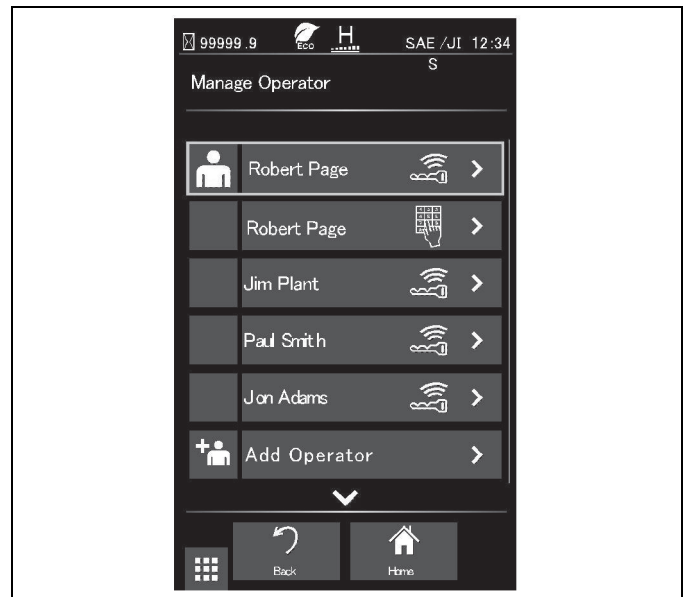 99999.9 ECO H SAE/JI 12:34
S
Manage Operator
Robert Page
Robert Page
Jim Plant
Paul Smith
Jon Adams
Add Operator
Back Home